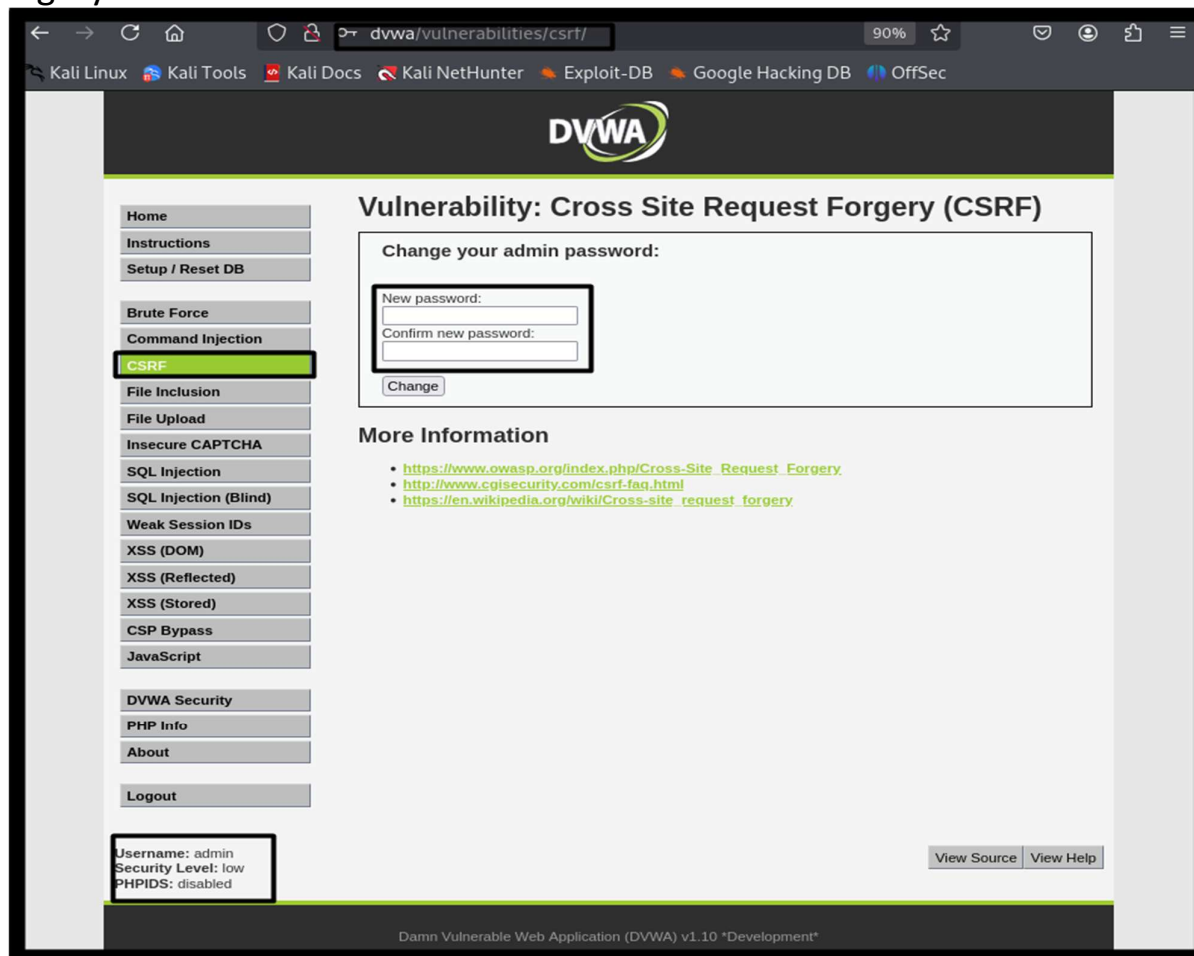 dvwa/vulnerabilities/csrf/
90%
Kali Linux Kali Tools Kali Docs Kali NetHunter Exploit-DB Google Hacking DB OffSec
DVWA
Vulnerability: Cross Site Request Forgery (CSRF)
Home
Instructions
Setup / Reset DB
Brute Force
Command Injection
CSRF
File Inclusion
File Upload
Insecure CAPTCHA
SQL Injection
SQL Injection (Blind)
Weak Session IDs
XSS (DOM)
XSS (Reflected)
XSS (Stored)
CSP Bypass
JavaScript
DVWA Security
PHP Info
About
Logout
Change your admin password:
New password:
Confirm new password:
Change
More Information
• https://www.owasp.org/index.php/Cross-Site_Request_Forgery
• http://www.cgisecurity.com/csrf-faq.html
• https://en.wikipedia.org/wiki/Cross-site_request_forgery
Username: admin
Security Level: low
PHPIDS: disabled
View Source View Help
Damn Vulnerable Web Application (DVWA) v1.10 *Development*